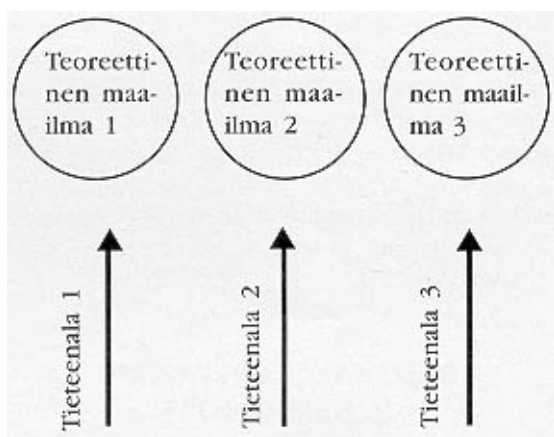 Teoreetti-
nen maa-
ilma 1
Teoreetti-
nen maa-
ilma 2
Teoreetti-
nen maail-
ma 3
Tieteenala 1
Tieteenala 2
Tieteenala 3